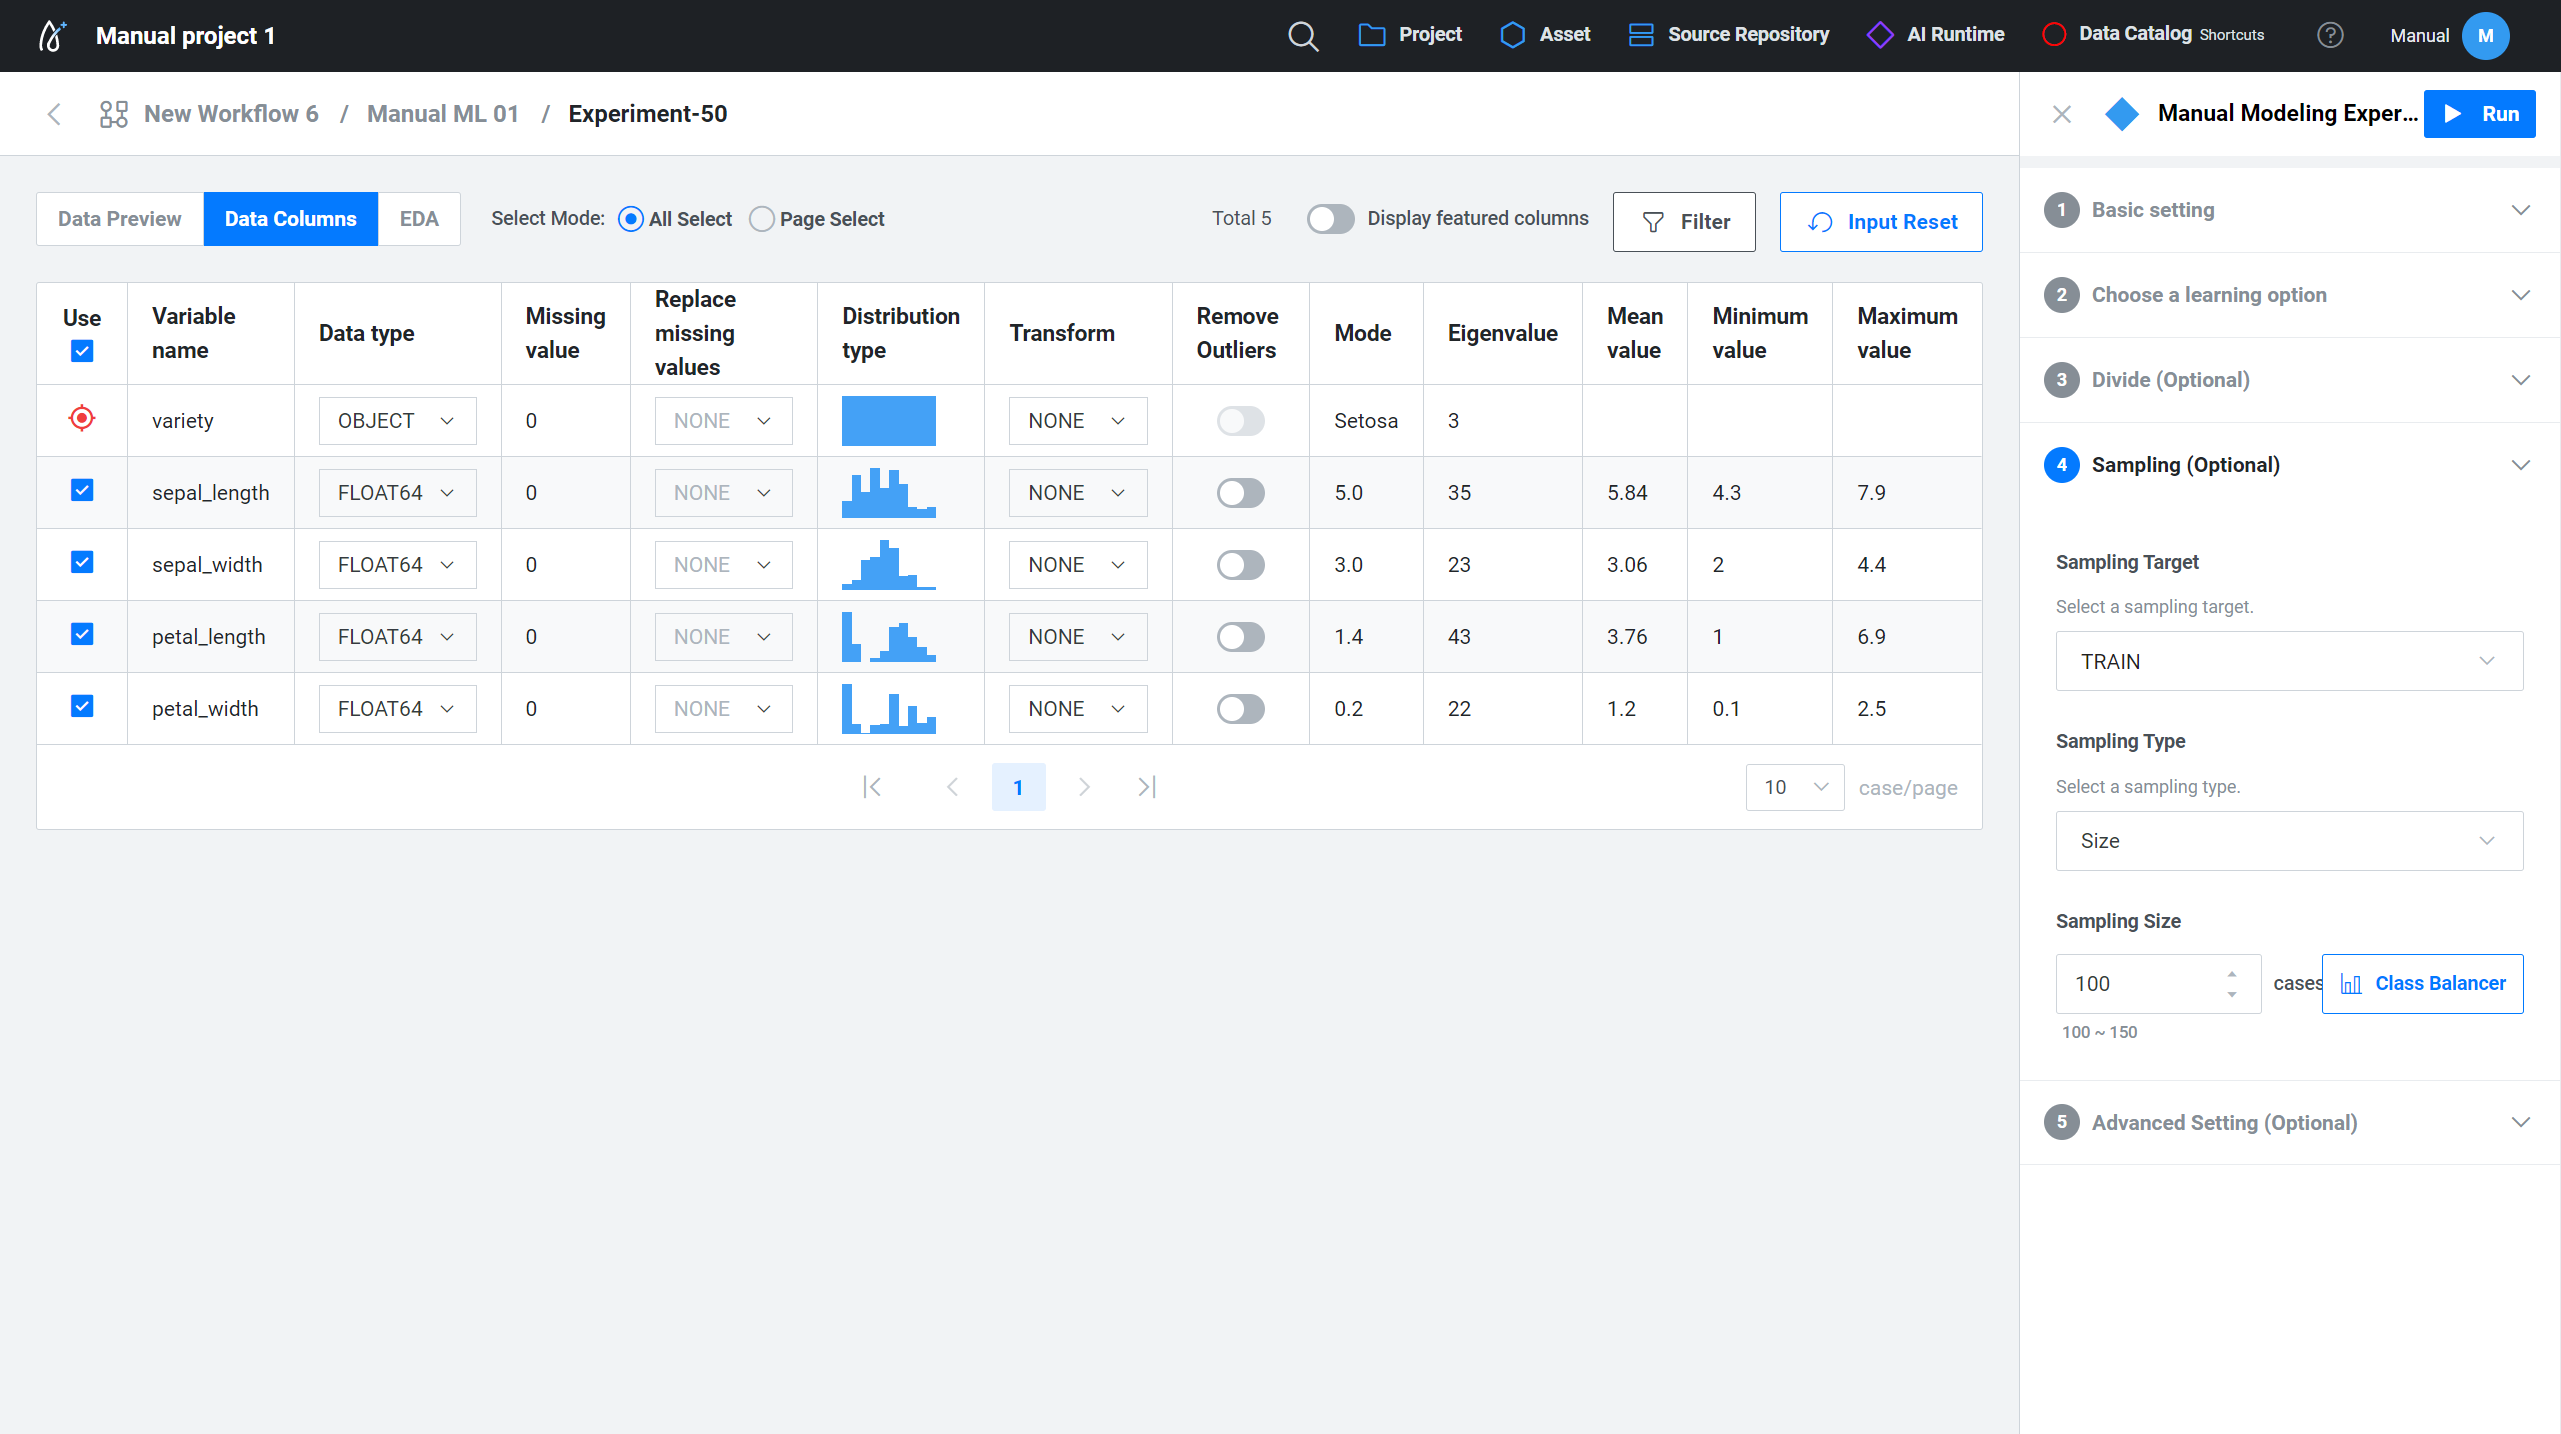 Manual project 1
Project
Asset
Source Repository
AI Runtime
Data Catalog Shortcuts
?
Manual
M
New Workflow 6 / Manual ML 01 / Experiment-50
Manual Modeling Exper...
Run
Data Preview
Data Columns
EDA
Select Mode:
All Select
Page Select
Total 5
Display featured columns
Filter
Input Reset
Use
Variable name
Data type
Missing value
Replace missing values
Distribution type
Transform
Remove Outliers
Mode
Eigenvalue
Mean value
Minimum value
Maximum value
variety OBJECT 0 NONE NONE Setosa 3
sepal_length FLOAT64 0 NONE NONE 5.0 35 5.84 4.3 7.9
sepal_width FLOAT64 0 NONE NONE 3.0 23 3.06 2 4.4
petal_length FLOAT64 0 NONE NONE 1.4 43 3.76 1 6.9
petal_width FLOAT64 0 NONE NONE 0.2 22 1.2 0.1 2.5
1
10
case/page
1 Basic setting
2 Choose a learning option
3 Divide (Optional)
4 Sampling (Optional)
Sampling Target
Select a sampling target.
TRAIN
Sampling Type
Select a sampling type.
Size
Sampling Size
100
cases
Class Balancer
100 ~ 150
5 Advanced Setting (Optional)